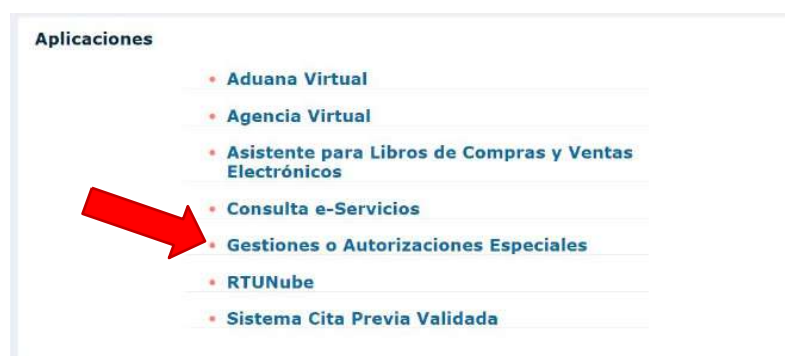 Aplicaciones
Aduana Virtual
Agencia Virtual
Asistente para Libros de Compras y Ventas
Electrónicos
Consulta e-Servicios
Gestiones o Autorizaciones Especiales
RTUNube
Sistema Cita Previa Validada